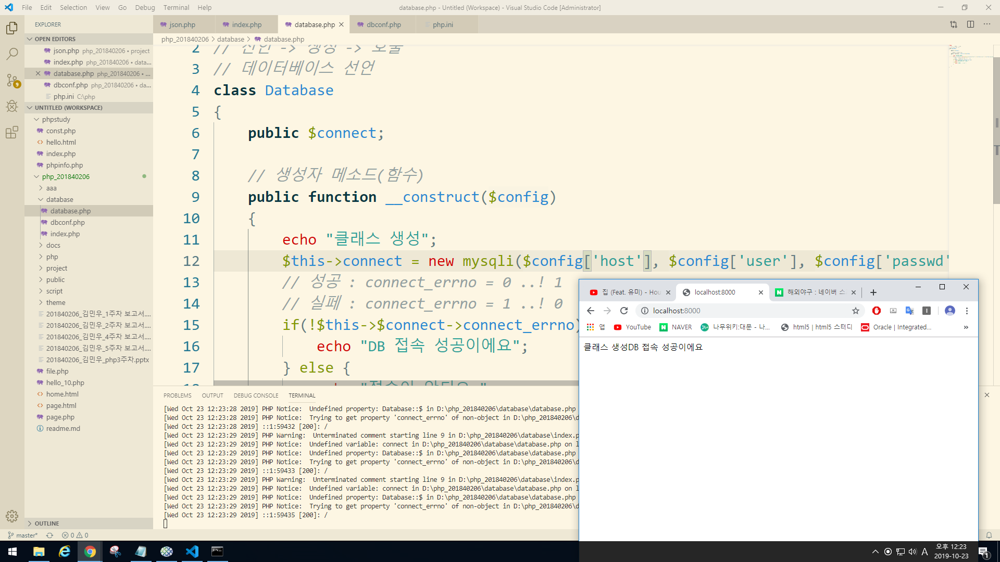 File Edit Selection View Go Debug Terminal Help
database.php - Untitled (Workspace) - Visual Studio Code [Administrator]
EXPLORER
OPEN EDITORS
json.php php_201840206 • project
index.php php_201840206 • data...
database.php php_201840206 • ...
dbconf.php php_201840206 • da...
php.ini C:\php
UNTITLED (WORKSPACE)
phpstudy
const.php
hello.html
index.php
phpinfo.php
php_201840206
aaa
database
database.php
dbconf.php
index.php
docs
php
project
public
script
theme
201840206_김민우_1주차 보고서....
201840206_김민우_2주차 보고서....
201840206_김민우_4주차 보고서....
201840206_김민우_5주차 보고서....
201840206_김민우_php3주차.pptx
file.php
hello_10.php
home.html
page.html
page.php
readme.md
OUTLINE
json.php index.php database.php dbconf.php php.ini
php_201840206 > database > database.php
2 // 선언 -> 생성 -> 호출
3 // 데이터베이스 선언
4 class Database
5 {
6 public $connect;
7
8 // 생성자 메소드(함수)
9 public function __construct($config)
10 {
11 echo "클래스 생성";
12 $this->connect = new mysqli($config['host'], $config['user'], $config['passwd'
13 // 성공 : connect_errno = 0 ..! 1
14 // 실페 : connect_errno = 1 ..! 0
15 if(!$this->$connect->connect_errno)
16 echo "DB 접속 성공이에요";
17 } else {
PROBLEMS OUTPUT DEBUG CONSOLE TERMINAL
[Wed Oct 23 12:23:28 2019] PHP Notice:  Undefined property: Database::$ in D:\php_201840206\database\database.php
[Wed Oct 23 12:23:28 2019] PHP Notice:  Trying to get property 'connect_errno' of non-object in D:\php_201840206\d
[Wed Oct 23 12:23:28 2019] ::1:59432 [200]: /
[Wed Oct 23 12:23:29 2019] PHP Warning:  Unterminated comment starting line 9 in D:\php_201840206\database\index.p
[Wed Oct 23 12:23:29 2019] PHP Notice:  Undefined variable: connect in D:\php_201840206\database\database.php on l
[Wed Oct 23 12:23:29 2019] PHP Notice:  Undefined property: Database::$ in D:\php_201840206\database\database.php
[Wed Oct 23 12:23:29 2019] PHP Notice:  Trying to get property 'connect_errno' of non-object in D:\php_201840206\d
[Wed Oct 23 12:23:29 2019] ::1:59433 [200]: /
[Wed Oct 23 12:23:29 2019] PHP Warning:  Unterminated comment starting line 9 in D:\php_201840206\database\index.p
[Wed Oct 23 12:23:29 2019] PHP Notice:  Undefined variable: connect in D:\php_201840206\database\database.php on l
[Wed Oct 23 12:23:29 2019] PHP Notice:  Undefined property: Database::$ in D:\php_201840206\database\database.php
[Wed Oct 23 12:23:29 2019] PHP Notice:  Trying to get property 'connect_errno' of non-object in D:\php_201840206\d
[Wed Oct 23 12:23:29 2019] ::1:59435 [200]: /
집 (Feat. 유미) - Hou localhost:8000 해외야구 : 네이버 스
localhost:8000
앱 YouTube NAVER 나무위키:대문 - 나... html5 | html5 스터디 Oracle | Integrated... »
클래스 생성DB 접속 성공이에요
9
master* 0 0
A 오후 12:23
2019-10-23
1